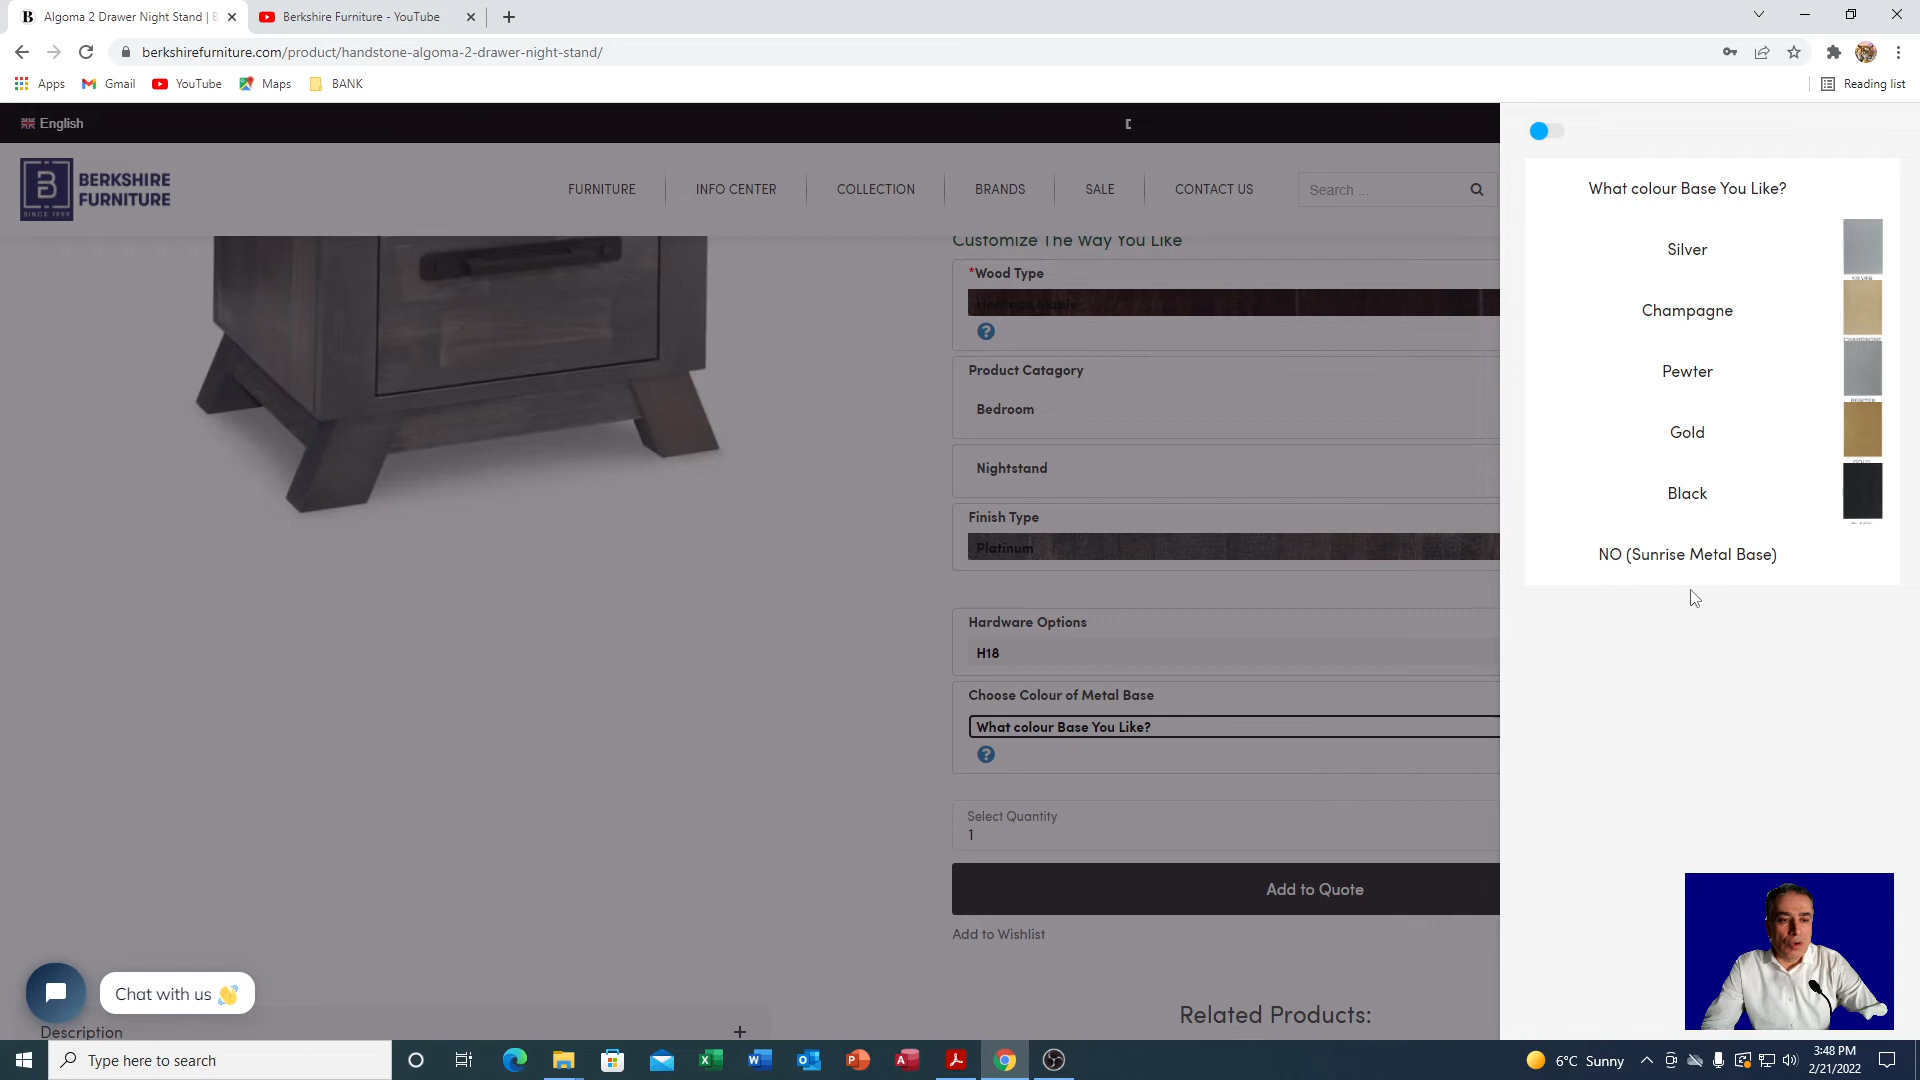 Algoma 2 Drawer Night Stand | B
Berkshire Furniture - YouTube
berkshirefurniture.com/product/handstone-algoma-2-drawer-night-stand/
Apps
Gmail
YouTube
Maps
BANK
Reading list
English
BERKSHIRE
FURNITURE
SINCE 1999
FURNITURE
INFO CENTER
COLLECTION
BRANDS
SALE
CONTACT US
Search ...
Customize The Way You Like
*Wood Type
?
Product Catagory
Bedroom
Nightstand
Finish Type
Platinum
Hardware Options
H18
Choose Colour of Metal Base
What colour Base You Like?
?
Select Quantity
1
Add to Quote
Add to Wishlist
Related Products:
Chat with us 👋
Description
+
What colour Base You Like?
Silver
Champagne
CHAMPAGNE
Pewter
Gold
Black
NO (Sunrise Metal Base)
Type here to search
6°C Sunny
3:48 PM
2/21/2022